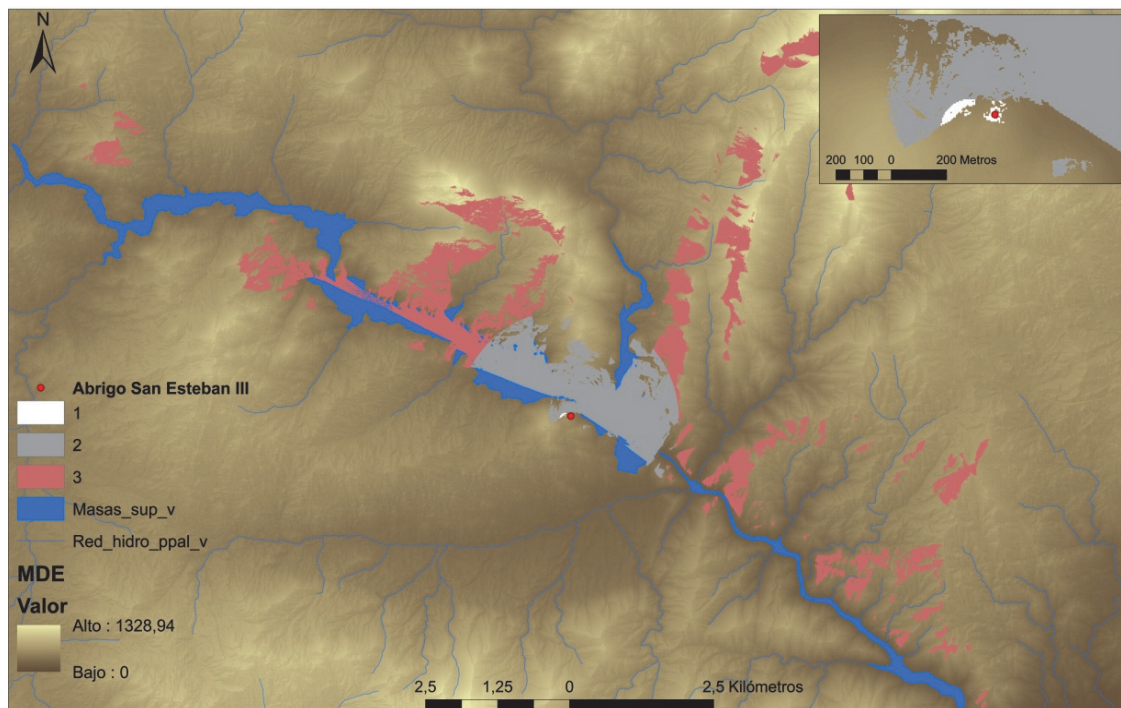 N
200 100 0 200 Metros
Abrigo San Esteban III
1
2
3
Masas_sup_v
Red_hidro_ppal_v
MDE
Valor
Alto : 1328,94
Bajo : 0
2,5 1,25 0 2,5 Kilómetros